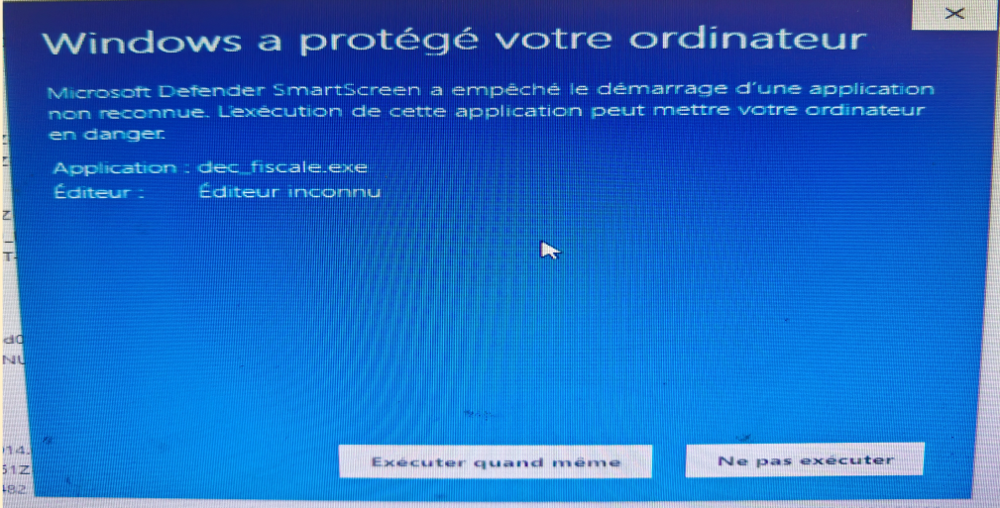 Windows a protégé votre ordinateur
Microsoft Defender SmartScreen a empêché le démarrage d'une application
non reconnue. L'exécution de cette application peut mettre votre ordinateur
en danger.
Application : dec_fiscale.exe
Éditeur : Éditeur inconnu
Exécuter quand même
Ne pas exécuter